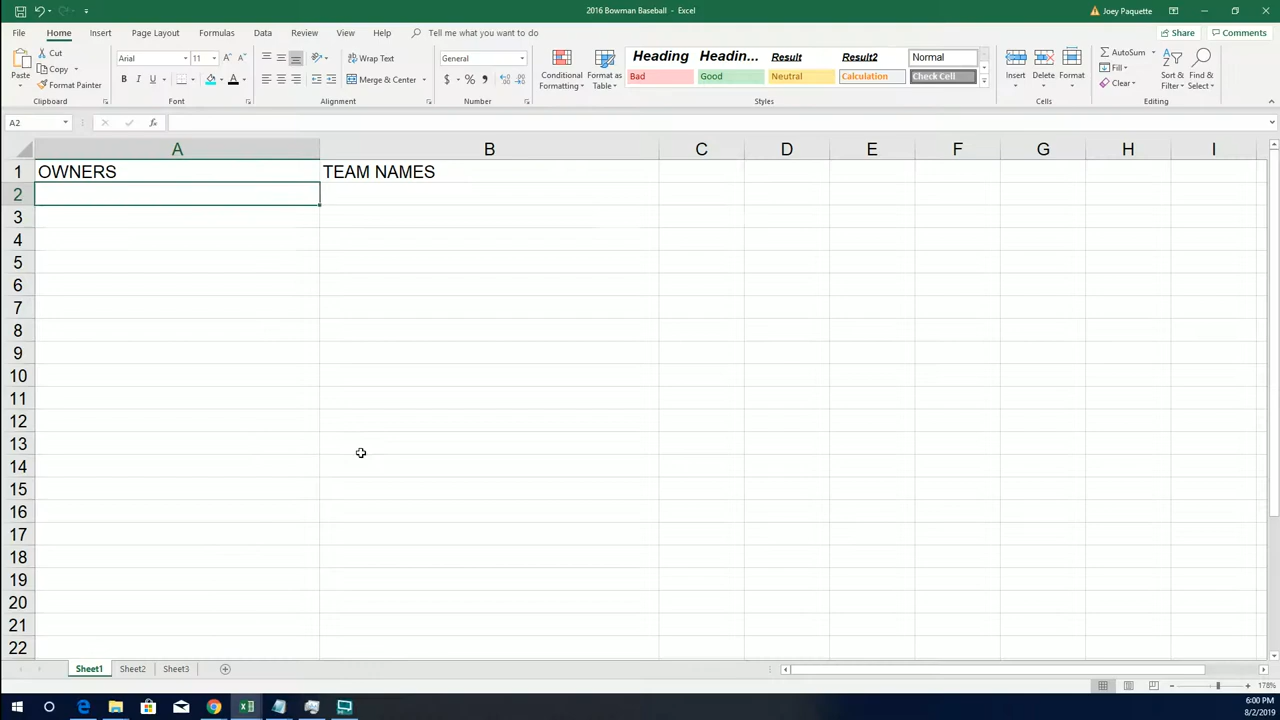 2016 Bowman Baseball - Excel
Joey Paquette
File Home Insert Page Layout Formulas Data Review View Help Tell me what you want to do
Share Comments
Paste
Cut
Copy
Format Painter
Clipboard
Arial 11
B I U
Font
Wrap Text
Merge & Center
Alignment
General
$ % ,
Number
Conditional Formatting
Format as Table
Heading Headin... Result Result2 Normal
Bad Good Neutral Calculation Check Cell
Styles
Insert Delete Format
Cells
AutoSum
Fill
Clear
Sort & Filter
Find & Select
Editing
A2 fx
A B C D E F G H I
1 OWNERS TEAM NAMES
2
3
4
5
6
7
8
9
10
11
12
13
14
15
16
17
18
19
20
21
22
Sheet1 Sheet2 Sheet3
178%
6:00 PM
8/2/2019